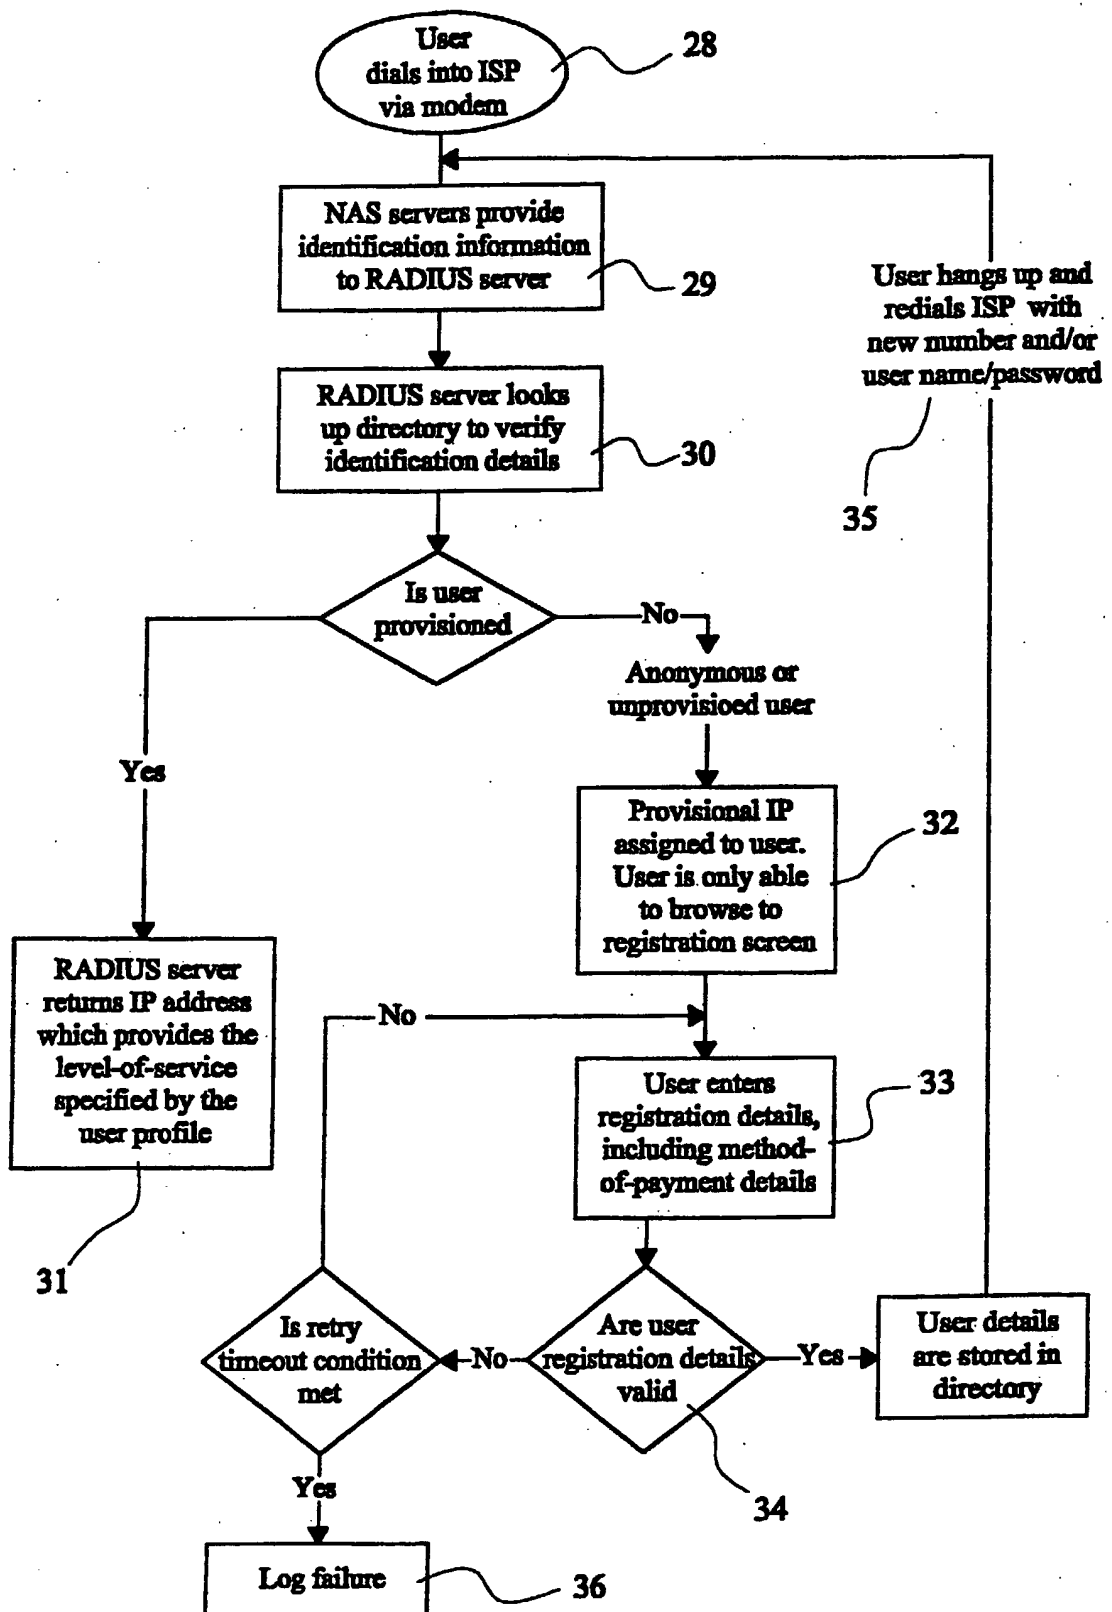 User
dials into ISP
via modem
28
NAS servers provide
identification information
to RADIUS server
29
User hangs up and
redials ISP with
new number and/or
user name/password
35
RADIUS server looks
up directory to verify
identification details
30
Is user
provisioned
No
Anonymous or
unprovisioed user
Yes
Provisional IP
assigned to user.
User is only able
to browse to
registration screen
32
RADIUS server
returns IP address
which provides the
level-of-service
specified by the
user profile
31
No
User enters
registration details,
including method-
of-payment details
33
Is retry
timeout condition
met
No
Are user
registration details
valid
34
Yes
User details
are stored in
directory
Yes
Log failure
36